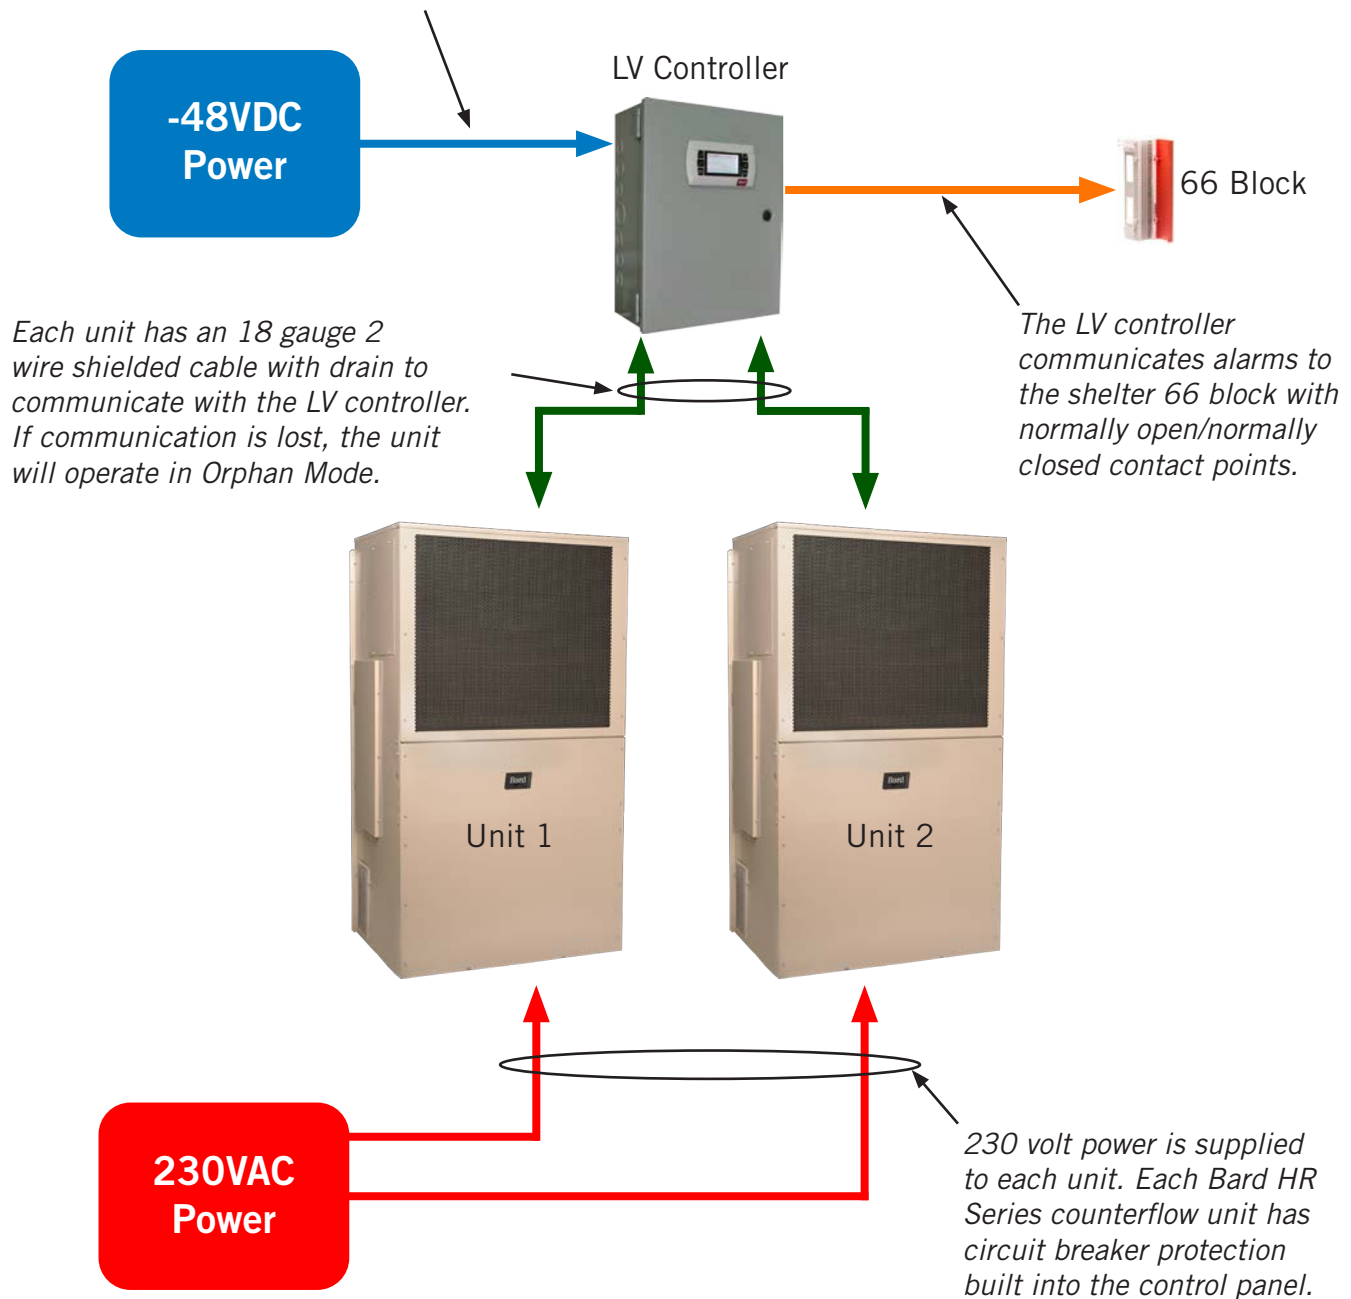 LV Controller
-48VDC
Power
66 Block
Each unit has an 18 gauge 2
wire shielded cable with drain to
communicate with the LV controller.
If communication is lost, the unit
will operate in Orphan Mode.
The LV controller
communicates alarms to
the shelter 66 block with
normally open/normally
closed contact points.
Bard
Bard
Unit 1
Unit 2
230VAC
Power
230 volt power is supplied
to each unit. Each Bard HR
Series counterflow unit has
circuit breaker protection
built into the control panel.